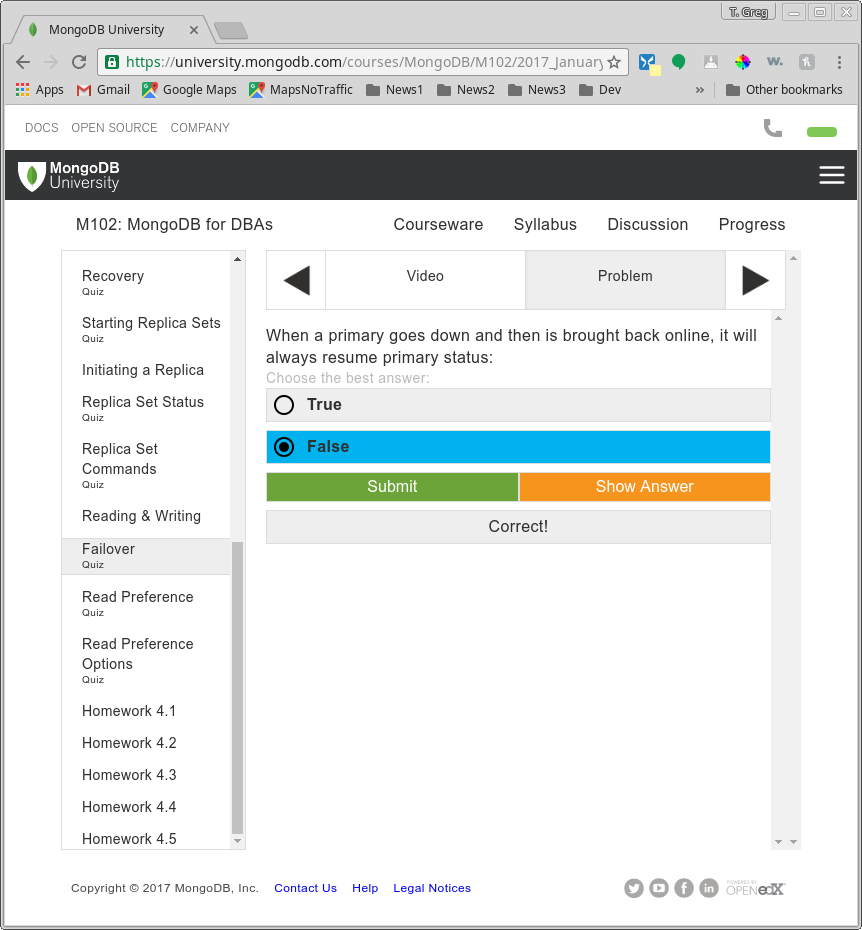 T. Greg
MongoDB University
https://university.mongodb.com/courses/MongoDB/M102/2017_January
Apps Gmail Google Maps MapsNoTraffic News1 News2 News3 Dev » Other bookmarks
DOCS OPEN SOURCE COMPANY
MongoDB
University
M102: MongoDB for DBAs Courseware Syllabus Discussion Progress
Recovery
Quiz
Starting Replica Sets
Quiz
Initiating a Replica
Replica Set Status
Quiz
Replica Set
Commands
Quiz
Reading & Writing
Failover
Quiz
Read Preference
Quiz
Read Preference
Options
Quiz
Homework 4.1
Homework 4.2
Homework 4.3
Homework 4.4
Homework 4.5
Video Problem
When a primary goes down and then is brought back online, it will
always resume primary status:
Choose the best answer:
True
False
Submit Show Answer
Correct!
Copyright © 2017 MongoDB, Inc. Contact Us Help Legal Notices
POWERED BY
OPEN edX